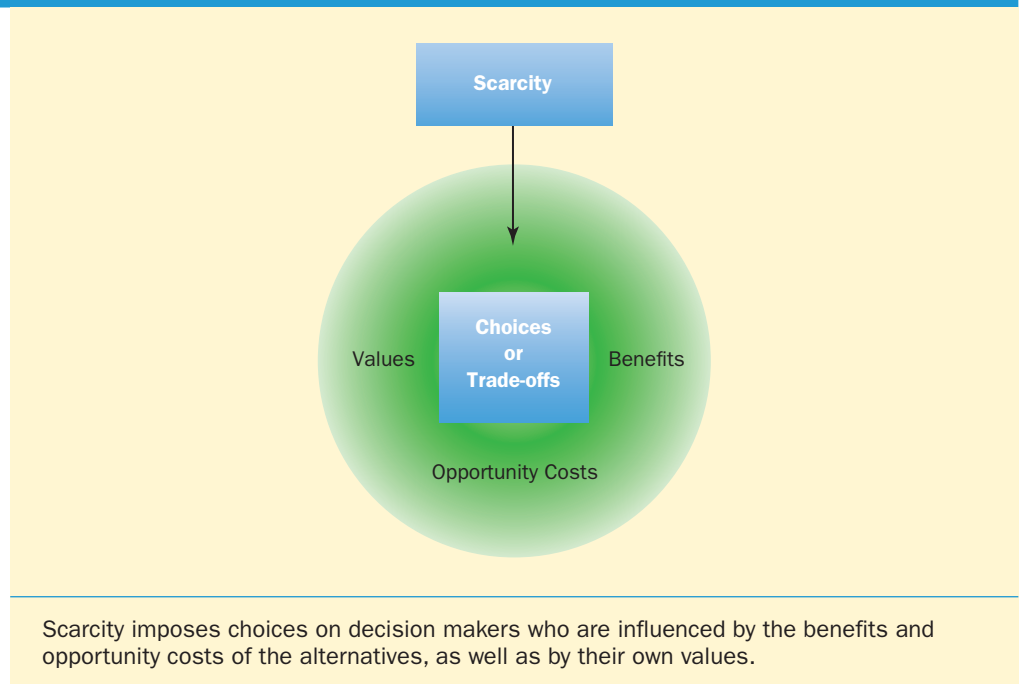 Scarcity
Choices
or
Trade-offs
Values
Benefits
Opportunity Costs
Scarcity imposes choices on decision makers who are influenced by the benefits and
opportunity costs of the alternatives, as well as by their own values.